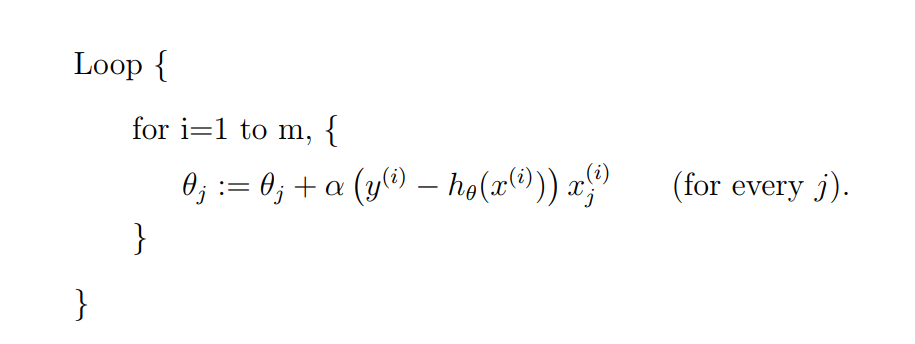 Loop {
for i=1 to m, {
θ_j := θ_j + α (y^{(i)} − h_θ(x^{(i)})) x_j^{(i)} (for every j).
}
}